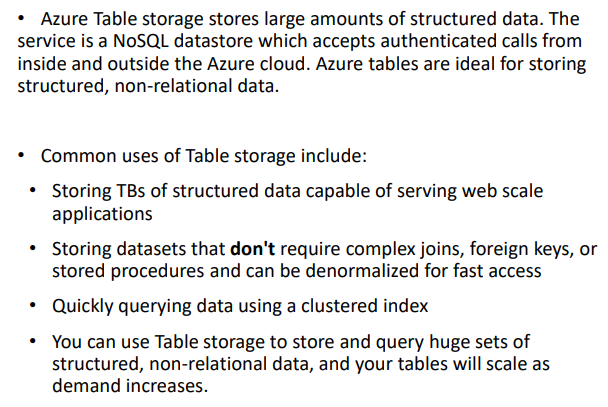 • Azure Table storage stores large amounts of structured data. The
service is a NoSQL datastore which accepts authenticated calls from
inside and outside the Azure cloud. Azure tables are ideal for storing
structured, non-relational data.
• Common uses of Table storage include:
• Storing TBs of structured data capable of serving web scale
applications
• Storing datasets that don't require complex joins, foreign keys, or
stored procedures and can be denormalized for fast access
• Quickly querying data using a clustered index
• You can use Table storage to store and query huge sets of
structured, non-relational data, and your tables will scale as
demand increases.